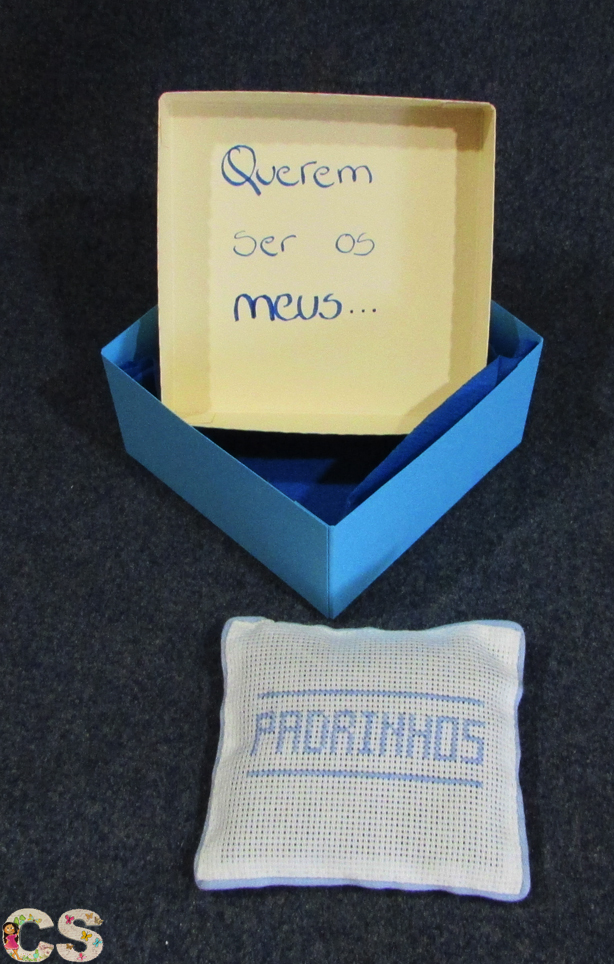 Querem
ser os
meus...
PADRINHOS
CS